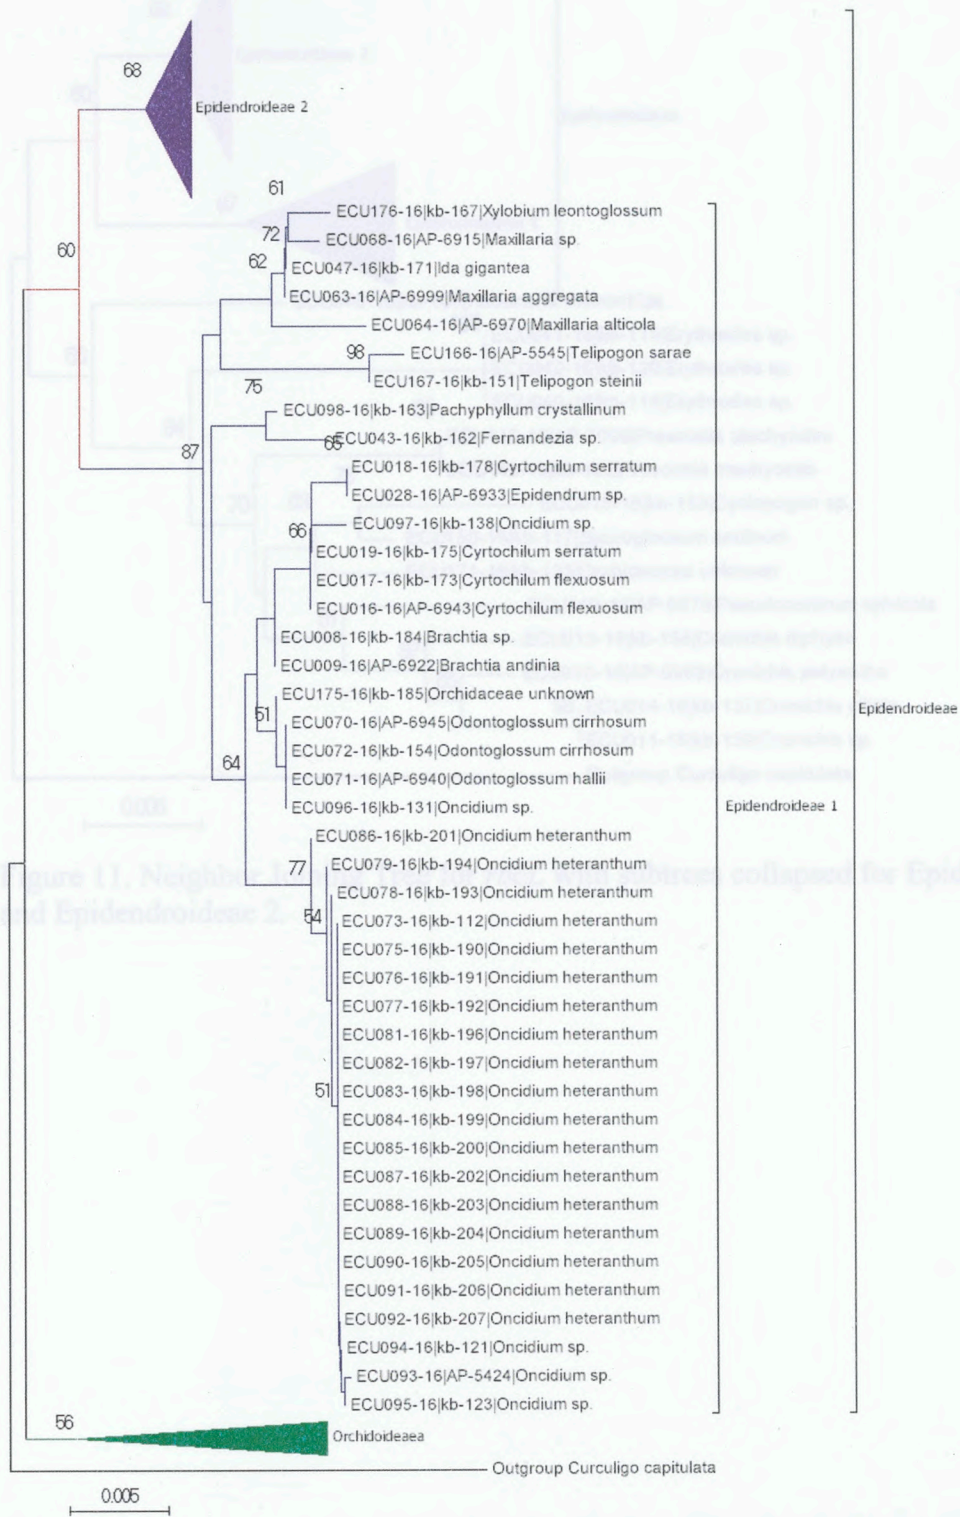 68
Epidendroideae 2
61
ECU176-16|kb-167|Xylobium leontoglossum
72
ECU068-16|AP-6915|Maxillaria sp.
60
62
ECU047-16|kb-171|Ida gigantea
ECU063-16|AP-6999|Maxillaria aggregata
ECU064-16|AP-6970|Maxillaria alticola
98
ECU166-16|AP-5545|Telipogon sarae
75
ECU167-16|kb-151|Telipogon steinii
ECU098-16|kb-163|Pachyphyllum crystallinum
87
65
ECU043-16|kb-162|Fernandezia sp.
ECU018-16|kb-178|Cyrtochilum serratum
ECU028-16|AP-6933|Epidendrum sp.
66
ECU097-16|kb-138|Oncidium sp.
ECU019-16|kb-175|Cyrtochilum serratum
ECU017-16|kb-173|Cyrtochilum flexuosum
ECU016-16|AP-6943|Cyrtochilum flexuosum
ECU008-16|kb-184|Brachtia sp.
ECU009-16|AP-6922|Brachtia andinia
ECU175-16|kb-185|Orchidaceae unknown
Epidendroideae
51
ECU070-16|AP-6945|Odontoglossum cirrhosum
ECU072-16|kb-154|Odontoglossum cirrhosum
64
ECU071-16|AP-6940|Odontoglossum hallii
ECU096-16|kb-131|Oncidium sp.
Epidendroideae 1
ECU086-16|kb-201|Oncidium heteranthum
77
ECU079-16|kb-194|Oncidium heteranthum
ECU078-16|kb-193|Oncidium heteranthum
54
ECU073-16|kb-112|Oncidium heteranthum
ECU075-16|kb-190|Oncidium heteranthum
ECU076-16|kb-191|Oncidium heteranthum
ECU077-16|kb-192|Oncidium heteranthum
ECU081-16|kb-196|Oncidium heteranthum
ECU082-16|kb-197|Oncidium heteranthum
51
ECU083-16|kb-198|Oncidium heteranthum
ECU084-16|kb-199|Oncidium heteranthum
ECU085-16|kb-200|Oncidium heteranthum
ECU087-16|kb-202|Oncidium heteranthum
ECU088-16|kb-203|Oncidium heteranthum
ECU089-16|kb-204|Oncidium heteranthum
ECU090-16|kb-205|Oncidium heteranthum
ECU091-16|kb-206|Oncidium heteranthum
ECU092-16|kb-207|Oncidium heteranthum
ECU094-16|kb-121|Oncidium sp.
ECU093-16|AP-5424|Oncidium sp.
ECU095-16|kb-123|Oncidium sp.
56
Orchidoideaea
Outgroup Curculigo capitulata
0.005